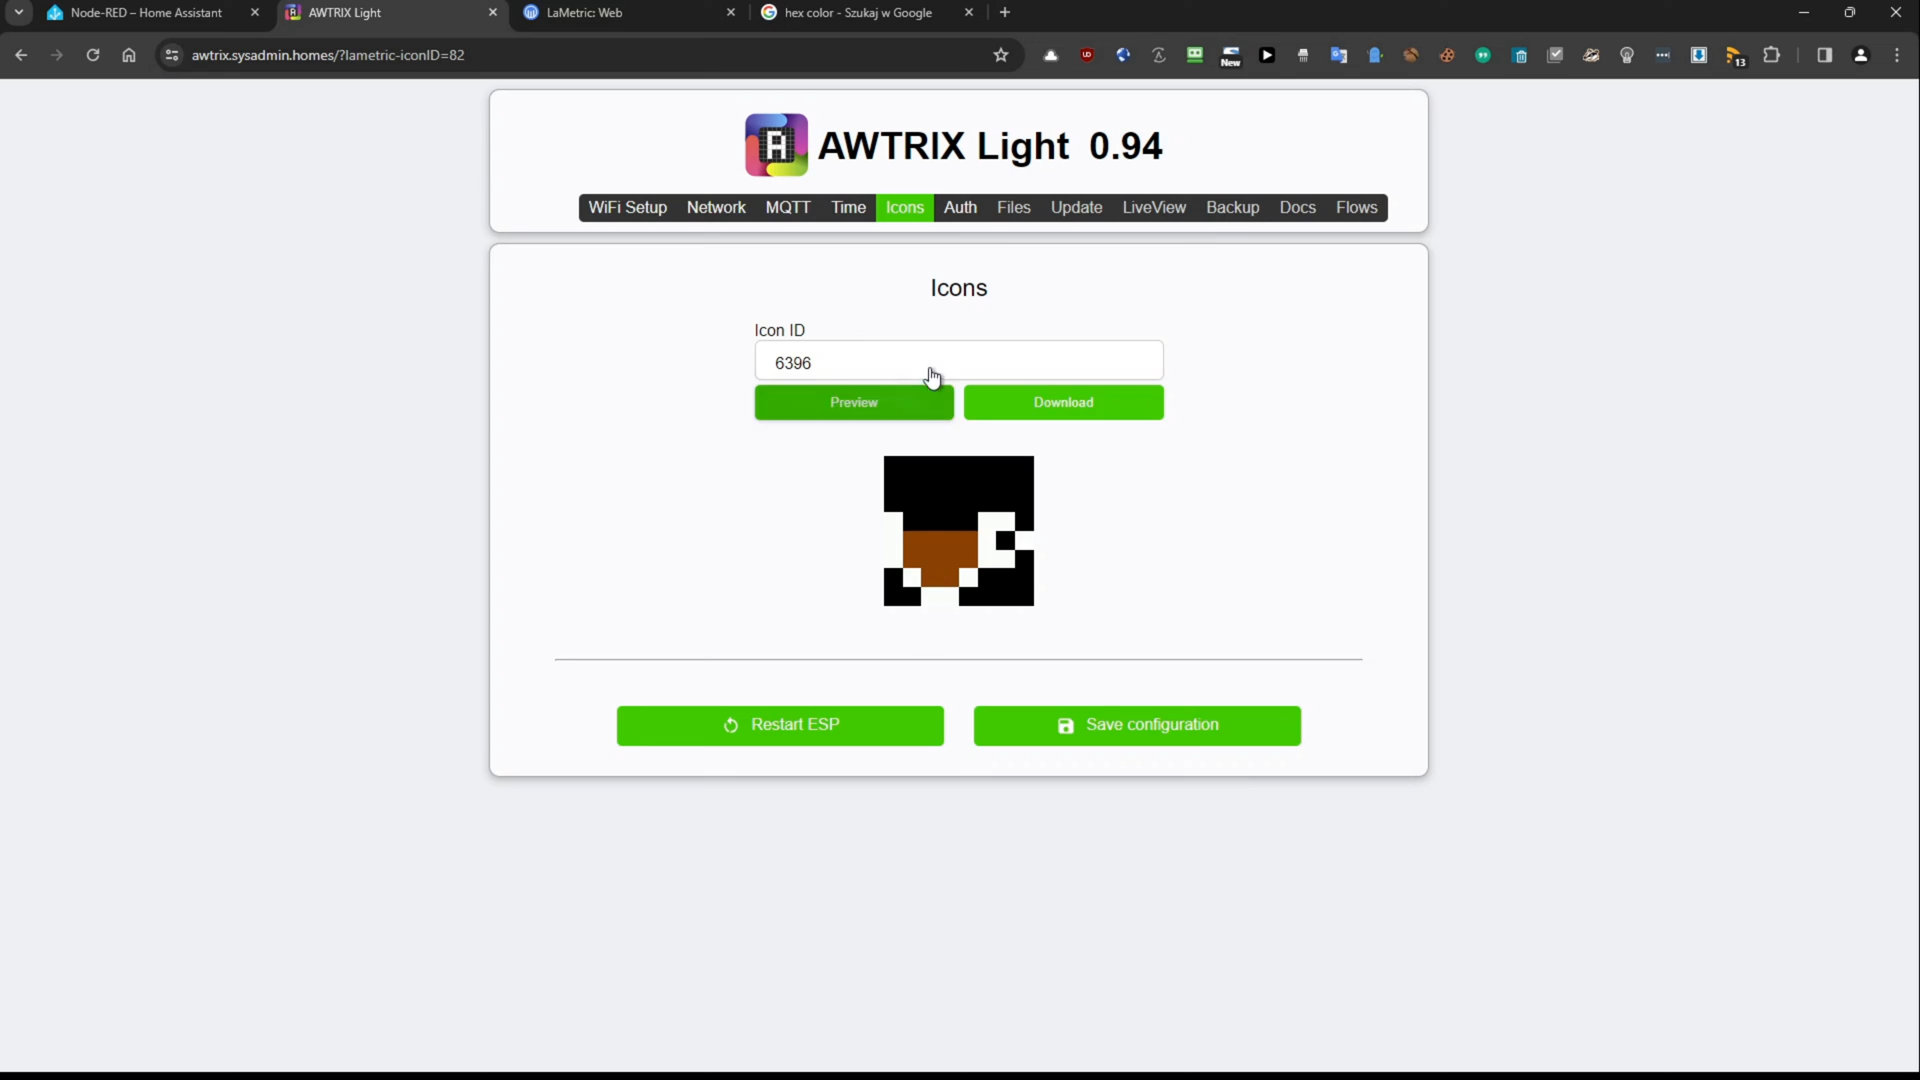 Node-RED – Home Assistant
AWTRIX Light
LaMetric: Web
hex color - Szukaj w Google
awtrix.sysadmin.homes/?lametric-iconID=82
New
13
AWTRIX Light 0.94
WiFi Setup Network MQTT Time Icons Auth Files Update LiveView Backup Docs Flows
Icons
Icon ID
6396
Preview
Download
Restart ESP
Save configuration